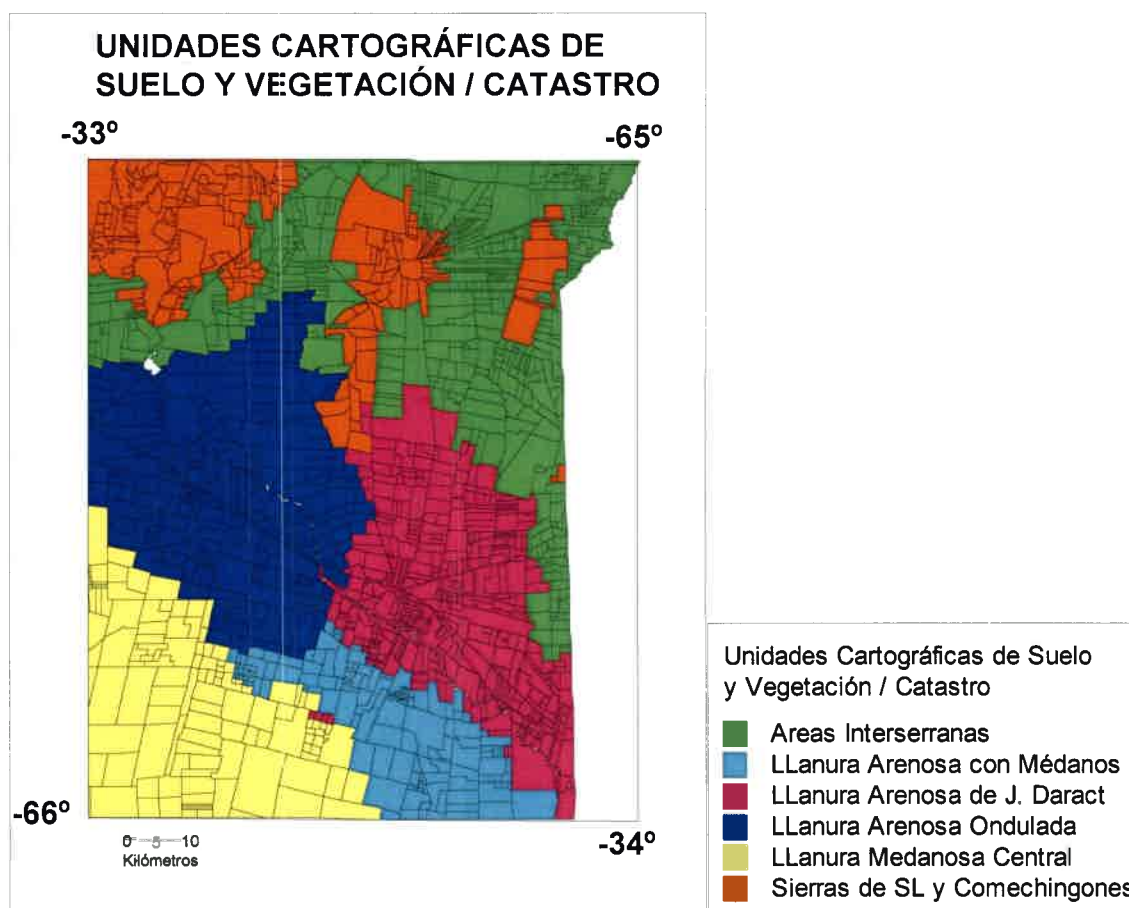 UNIDADES CARTOGRÁFICAS DE
SUELO Y VEGETACIÓN / CATASTRO
-33º
-65º
-66º
-34º
0 5 10
Kilómetros
Unidades Cartográficas de Suelo
y Vegetación / Catastro
Areas Interserranas
LLanura Arenosa con Médanos
LLanura Arenosa de J. Daract
LLanura Arenosa Ondulada
LLanura Medanosa Central
Sierras de SL y Comechingones